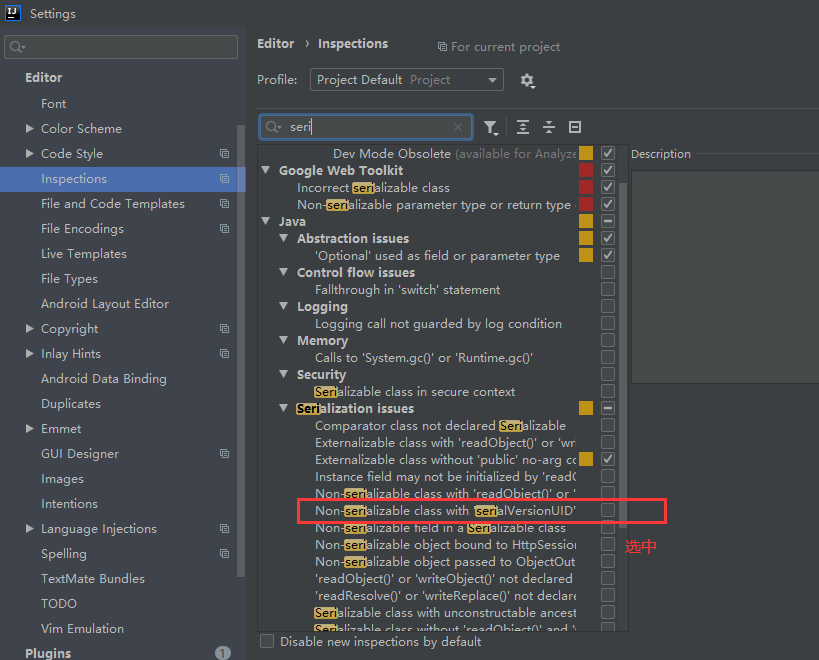 IJ Settings
Editor
Font
Color Scheme
Code Style
Inspections
File and Code Templates
File Encodings
Live Templates
File Types
Android Layout Editor
Copyright
Inlay Hints
Android Data Binding
Duplicates
Emmet
GUI Designer
Images
Intentions
Language Injections
Spelling
TextMate Bundles
TODO
Vim Emulation
Plugins 1
Editor › Inspections For current project
Profile: Project Default Project
seri
Dev Mode Obsolete (available for Analyze
Google Web Toolkit
Incorrect serializable class
Non-serializable parameter type or return type
Java
Abstraction issues
'Optional' used as field or parameter type
Control flow issues
Fallthrough in 'switch' statement
Logging
Logging call not guarded by log condition
Memory
Calls to 'System.gc()' or 'Runtime.gc()'
Security
Serializable class in secure context
Serialization issues
Comparator class not declared Serializable
Externalizable class with 'readObject()' or 'wri
Externalizable class without 'public' no-arg co
Instance field may not be initialized by 'readO
Non-serializable class with 'readObject()' or '
Non-serializable class with 'serialVersionUID'
Non-serializable field in a Serializable class
Non-serializable object bound to HttpSession
Non-serializable object passed to ObjectOut
'readObject()' or 'writeObject()' not declared
'readResolve()' or 'writeReplace()' not declare
Serializable class with unconstructable ancest
Serializable class without 'readObject()' and '
Disable new inspections by default
Description
选中